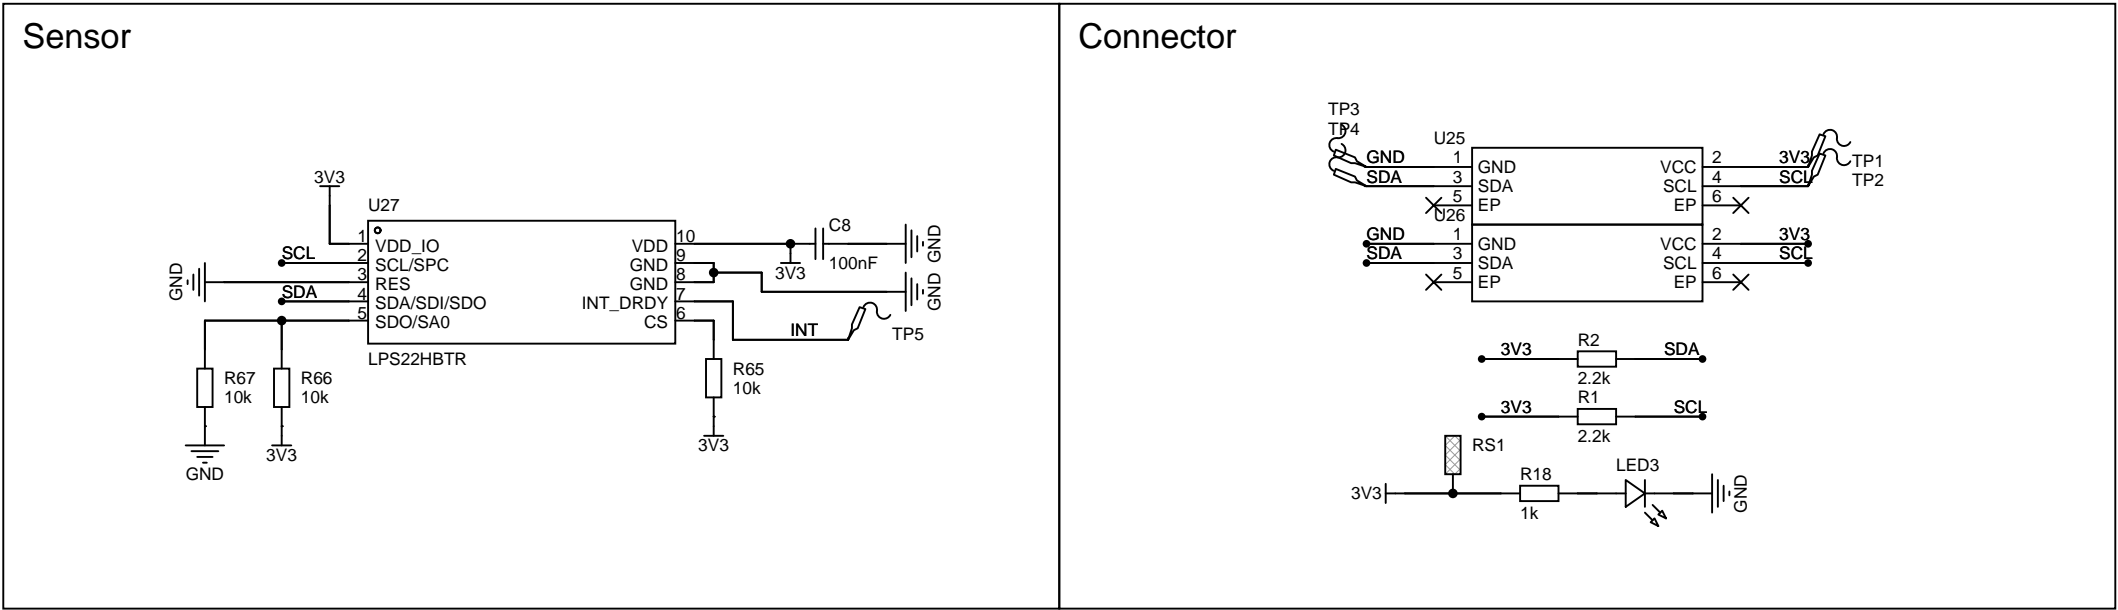 Sensor
3V3
U27
1
VDD_IO
SCL
2
SCL/SPC
GND
3
RES
SDA
4
SDA/SDI/SDO
5
SDO/SA0
LPS22HBTR
10
VDD
9
GND
8
GND
7
INT_DRDY
6
CS
C8
100nF
3V3
GND
GND
INT
TP5
R67
10k
R66
10k
R65
10k
GND
3V3
3V3
Connector
TP3
TP4
U25
GND
1
GND
SDA
3
SDA
5
EP
VCC
2
3V3
SCL
4
SCL
EP
6
TP1
TP2
U26
GND
1
GND
SDA
3
SDA
5
EP
VCC
2
3V3
SCL
4
SCL
EP
6
R2
3V3
SDA
2.2k
R1
3V3
SCL
2.2k
RS1
R18
LED3
3V3
1k
GND